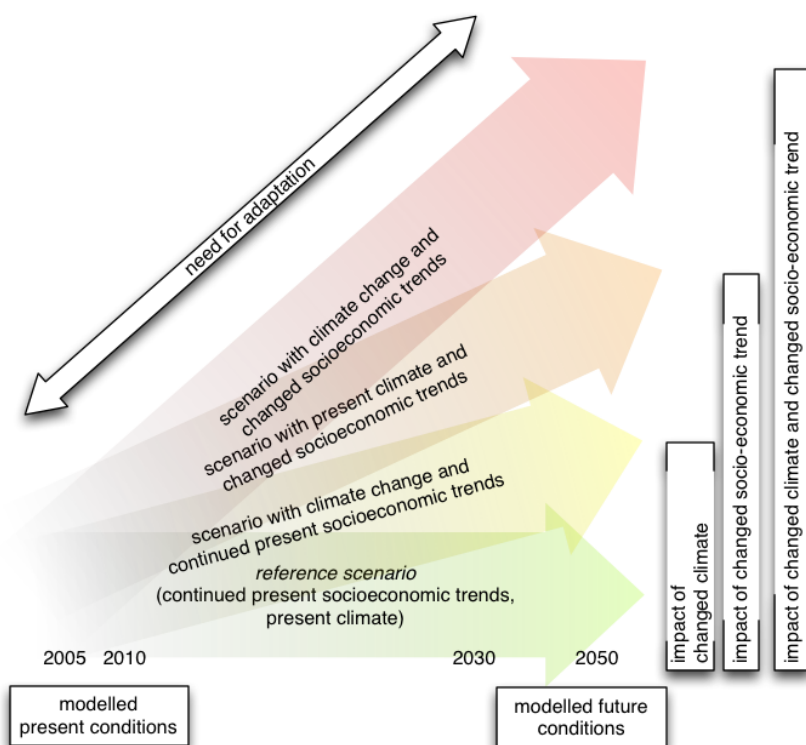 need for adaptation
scenario with climate change and
changed socioeconomic trends
scenario with present climate and
changed socioeconomic trends
scenario with climate change and
continued present socioeconomic trends
reference scenario
(continued present socioeconomic trends,
present climate)
2005 2010 2030 2050
modelled
present conditions
modelled future
conditions
impact of
changed climate
impact of changed socio-economic trend
impact of changed climate and changed socio-economic trend